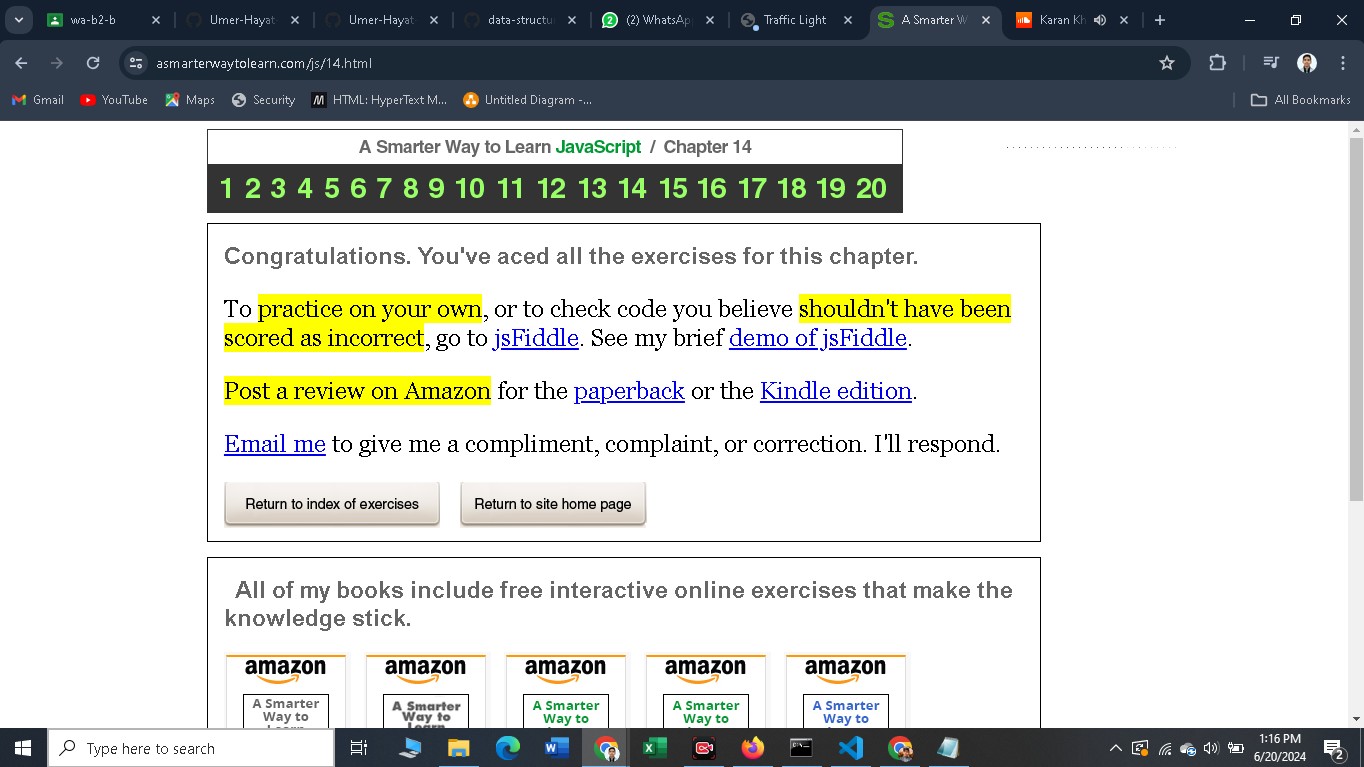 wa-b2-b
Umer-Hayat
Umer-Hayat
data-structu
(2) WhatsAp
Traffic Light
A Smarter W
Karan Kh
asmarterwaytolearn.com/js/14.html
Gmail
YouTube
Maps
Security
HTML: HyperText M...
Untitled Diagram -...
All Bookmarks
A Smarter Way to Learn JavaScript / Chapter 14
1 2 3 4 5 6 7 8 9 10 11 12 13 14 15 16 17 18 19 20
Congratulations. You've aced all the exercises for this chapter.
To practice on your own, or to check code you believe shouldn't have been
scored as incorrect, go to jsFiddle. See my brief demo of jsFiddle.
Post a review on Amazon for the paperback or the Kindle edition.
Email me to give me a compliment, complaint, or correction. I'll respond.
Return to index of exercises
Return to site home page
All of my books include free interactive online exercises that make the
knowledge stick.
amazon
amazon
amazon
amazon
amazon
A Smarter
Way to
Learn
A Smarter
Way to
Learn
A Smarter
Way to
A Smarter
Way to
A Smarter
Way to
Type here to search
1:16 PM
6/20/2024
2